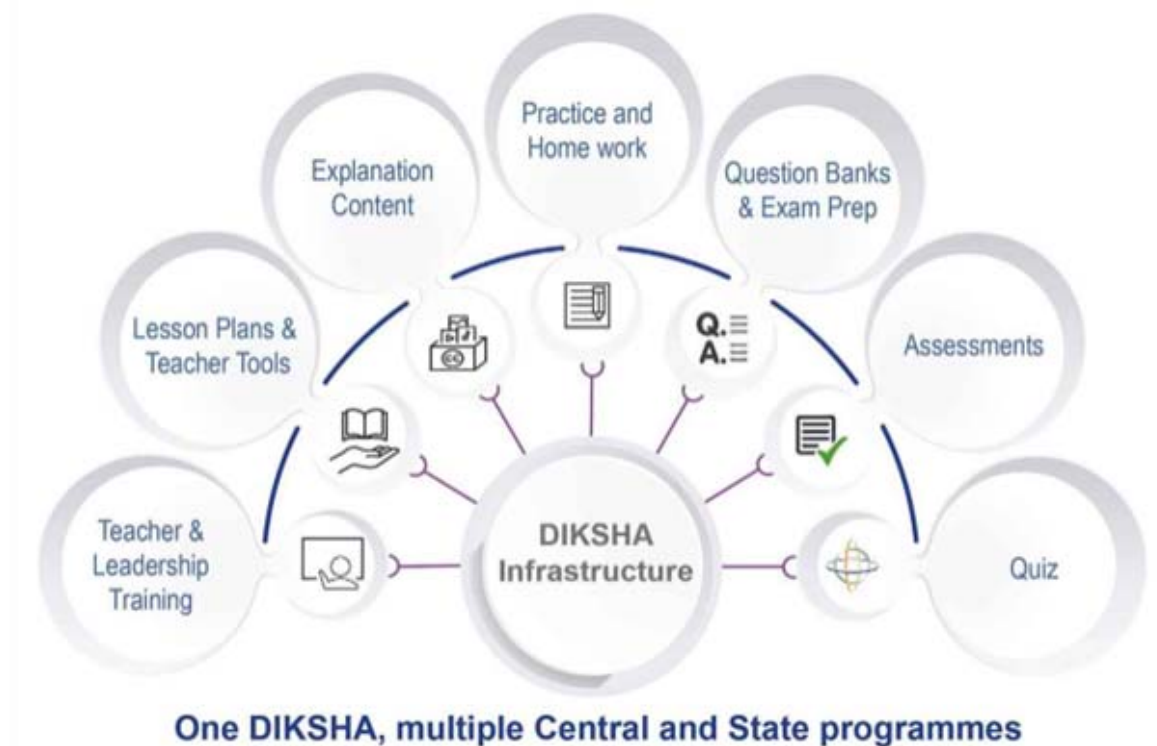 Practice and
Home work
Explanation
Content
Question Banks
& Exam Prep
Lesson Plans &
Teacher Tools
Q.
A.
Assessments
CC
Teacher &
Leadership
Training
DIKSHA
Infrastructure
Quiz
One DIKSHA, multiple Central and State programmes